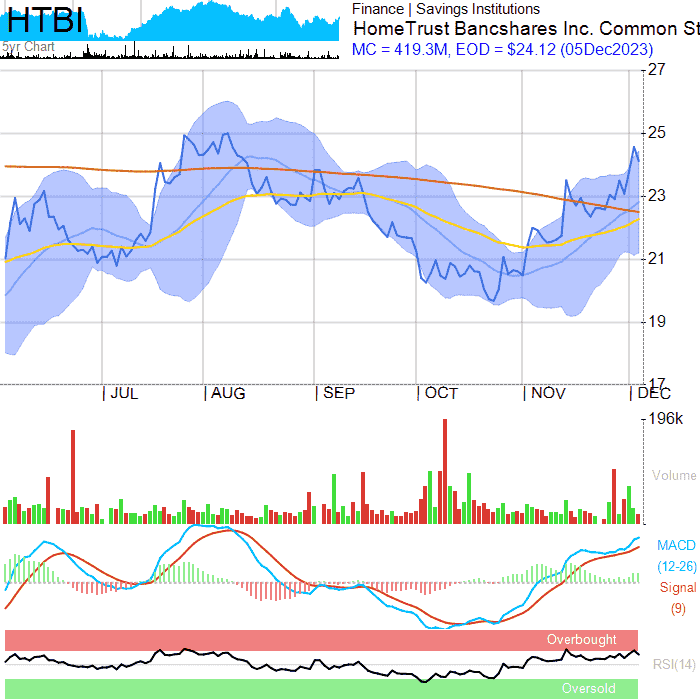 HTBI
5yr Chart
Finance | Savings Institutions
HomeTrust Bancshares Inc. Common St
MC = 419.3M, EOD = $24.12 (05Dec2023)
27
25
23
21
19
17
| JUL | AUG | SEP | OCT | NOV | DEC
196k
Volume
MACD
(12-26)
Signal
(9)
Overbought
RSI(14)
Oversold